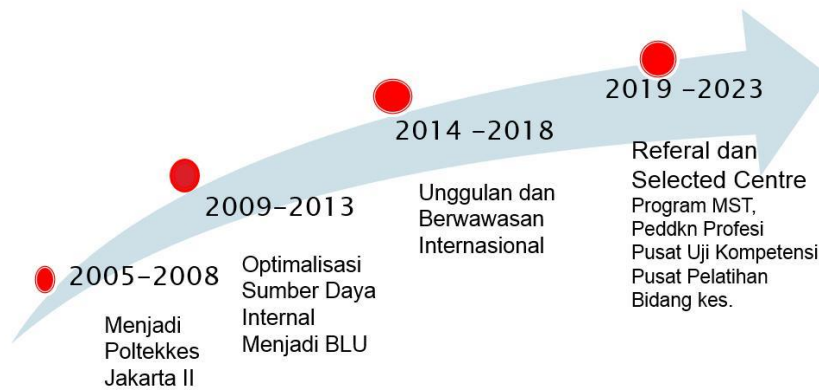 2005–2008
Menjadi
Poltekkes
Jakarta II
2009–2013
Optimalisasi
Sumber Daya
Internal
Menjadi BLU
2014 –2018
Unggulan dan
Berwawasan
Internasional
2019 –2023
Referal dan
Selected Centre
Program MST,
Peddkn Profesi
Pusat Uji Kompetensi
Pusat Pelatihan
Bidang kes.